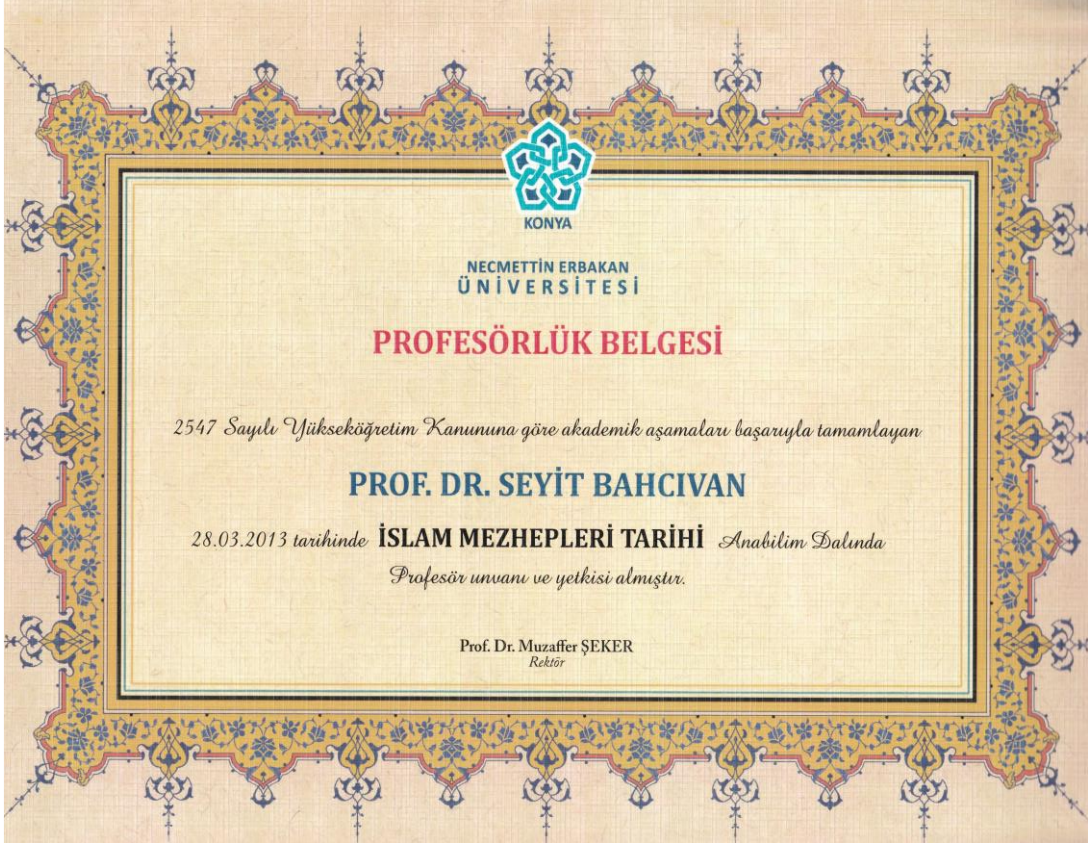 KONYA
NECMETTİN ERBAKAN
ÜNİVERSİTESİ
PROFESÖRLÜK BELGESİ
2547 Sayılı Yükseköğretim Kanununa göre akademik aşamaları başarıyla tamamlayan
PROF. DR. SEYİT BAHCIVAN
28.03.2013 tarihinde İSLAM MEZHEPLERİ TARİHİ Anabilim Dalında
Profesör unvanı ve yetkisi almıştır.
Prof. Dr. Muzaffer ŞEKER
Rektör